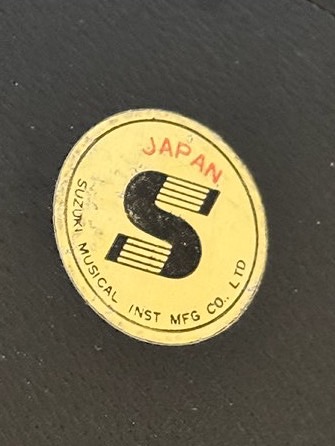 JAPAN
S
SUZUKI MUSICAL INST MFG CO., LTD